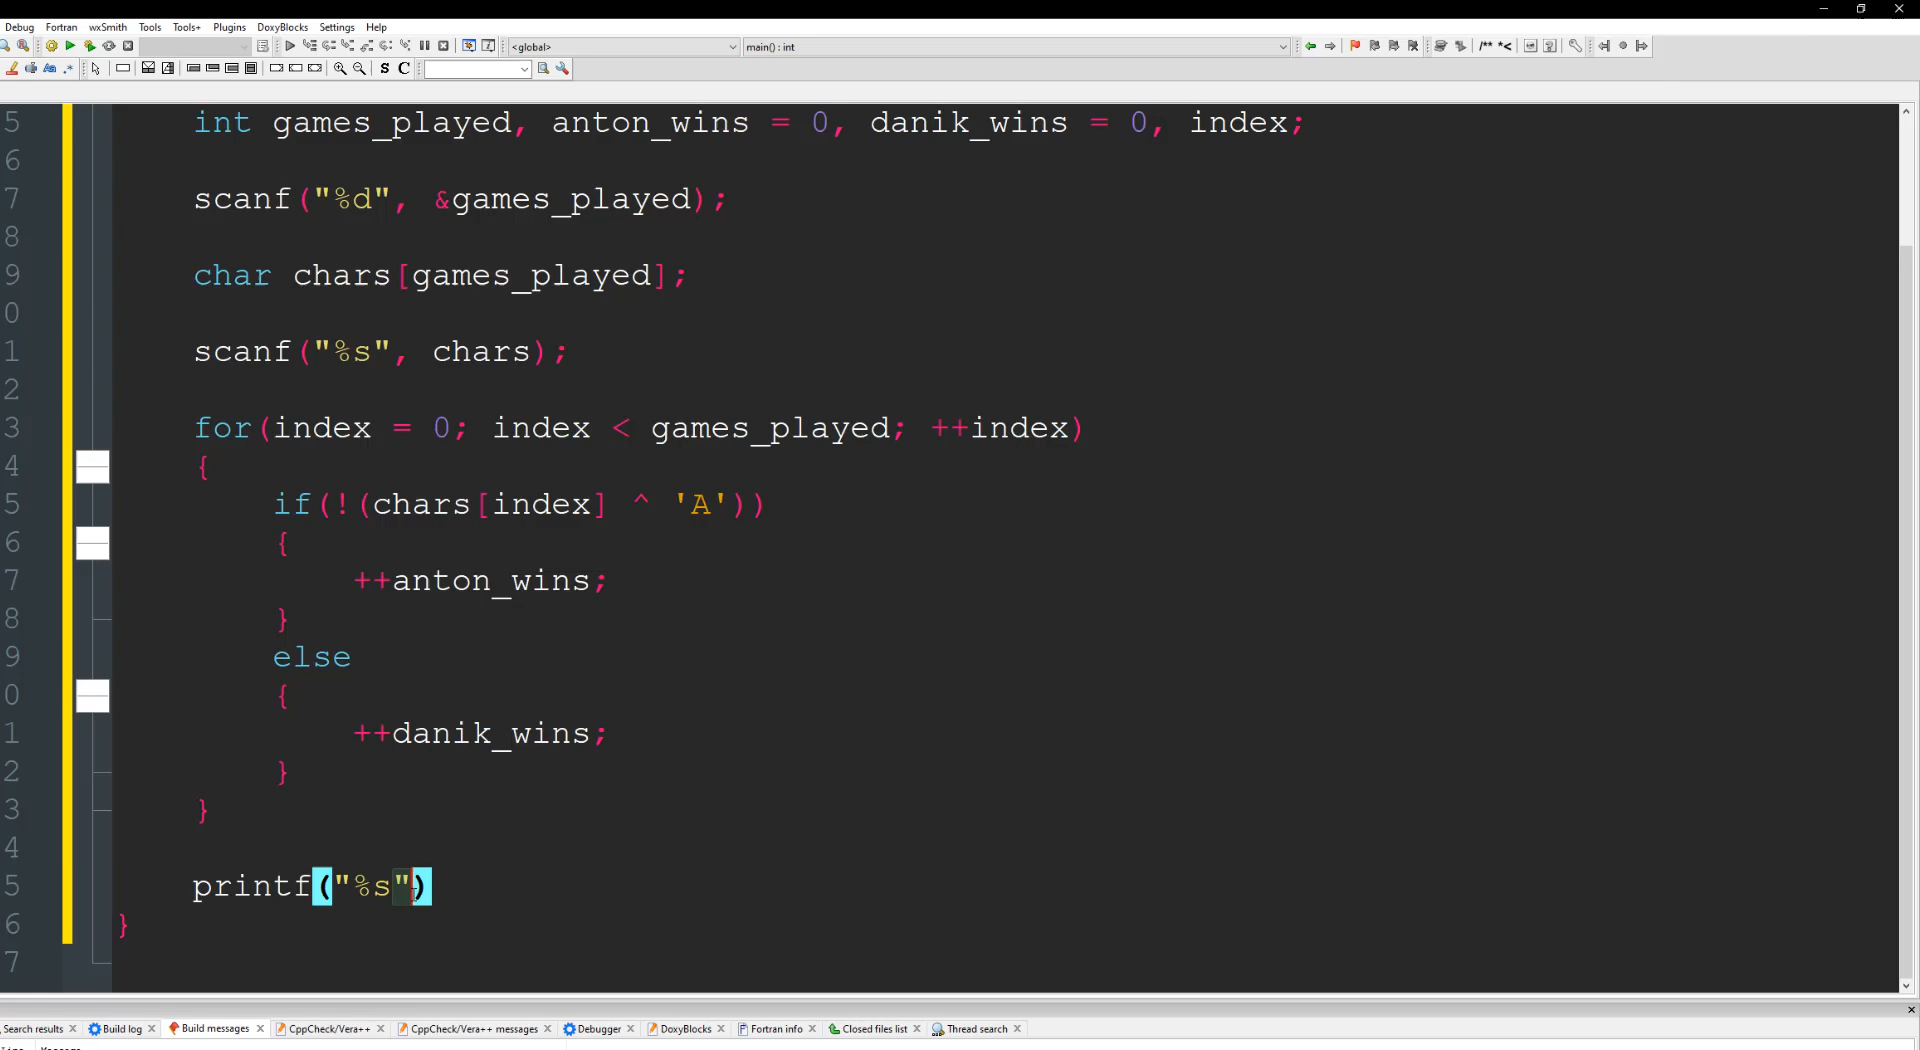 Debug Fortran wxSmith Tools Tools+ Plugins DoxyBlocks Settings Help
<global> main() : int /** *<
S C
5 int games_played, anton_wins = 0, danik_wins = 0, index;
6
7 scanf("%d", &games_played);
8
9 char chars[games_played];
0
1 scanf("%s", chars);
2
3 for(index = 0; index < games_played; ++index)
4 {
5 if(!(chars[index] ^ 'A'))
6 {
7 ++anton_wins;
8 }
9 else
0 {
1 ++danik_wins;
2 }
3 }
4
5 printf("%s")
6 }
7
Search results Build log Build messages CppCheck/Vera++ CppCheck/Vera++ messages Debugger DoxyBlocks Fortran info Closed files list Thread search